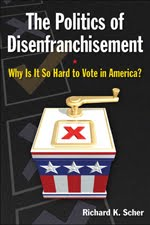 The Politics of
Disenfranchisement
Why Is It So Hard to Vote in America?
X
Richard K. Scher